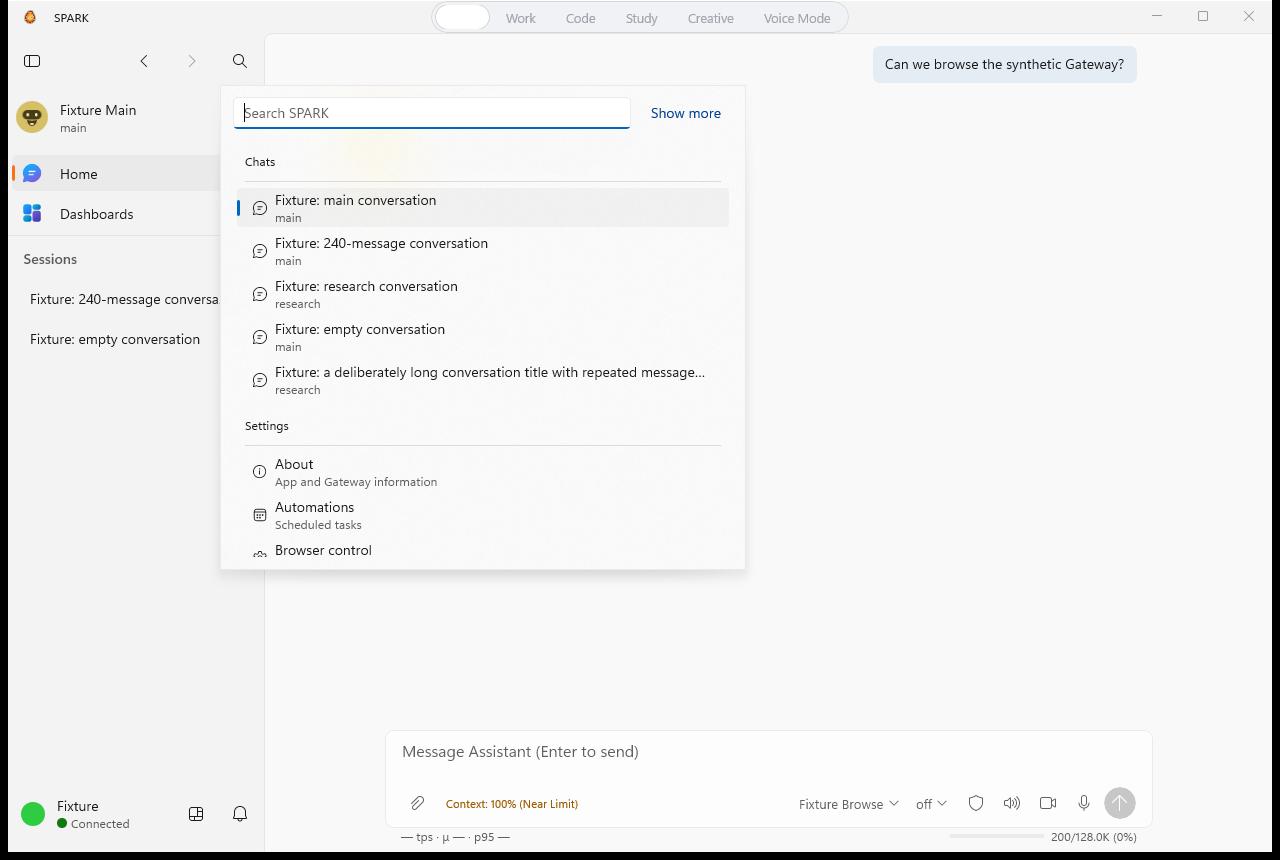 SPARK
Work
Code
Study
Creative
Voice Mode
Can we browse the synthetic Gateway?
Fixture Main
main
Home
Dashboards
Sessions
Fixture: 240-message conversa
Fixture: empty conversation
Search SPARK
Show more
Chats
Fixture: main conversation
main
Fixture: 240-message conversation
main
Fixture: research conversation
research
Fixture: empty conversation
main
Fixture: a deliberately long conversation title with repeated message...
research
Settings
About
App and Gateway information
Automations
Scheduled tasks
Browser control
Message Assistant (Enter to send)
Context: 100% (Near Limit)
Fixture Browse
off
— tps · μ — · p95 —
200/128.0K (0%)
Fixture
Connected